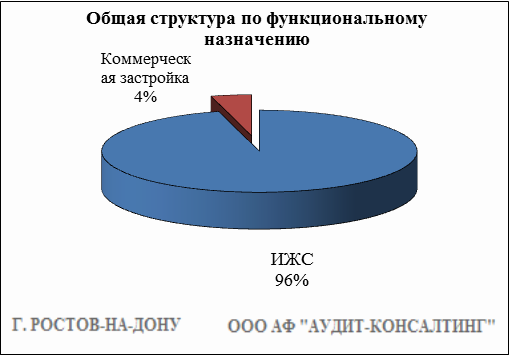 Общая структура по функциональному
назначению
Коммерческ
ая застройка
4%
ИЖС
96%
Г. РОСТОВ-НА-ДОНУ
ООО АФ "АУДИТ-КОНСАЛТИНГ"